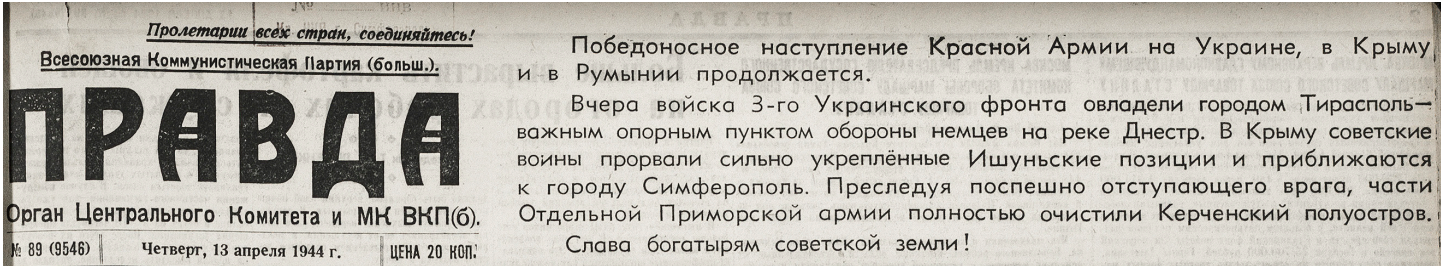 Пролетарии всех стран, соединяйтесь!
Всесоюзная Коммунистическая Партия (больш.).
ПРАВДА
Орган Центрального Комитета и МК ВКП(б).
№ 89 (9546)
Четверг, 13 апреля 1944 г.
ЦЕНА 20 КОП.
Победоносное наступление Красной Армии на Украине, в Крыму
и в Румынии продолжается.
Вчера войска 3-го Украинского фронта овладели городом Тирасполь—
важным опорным пунктом обороны немцев на реке Днестр. В Крыму советские
воины прорвали сильно укреплённые Ишуньские позиции и приближаются
к городу Симферополь. Преследуя поспешно отступающего врага, части
Отдельной Приморской армии полностью очистили Керченский полуостров.
Слава богатырям советской земли!